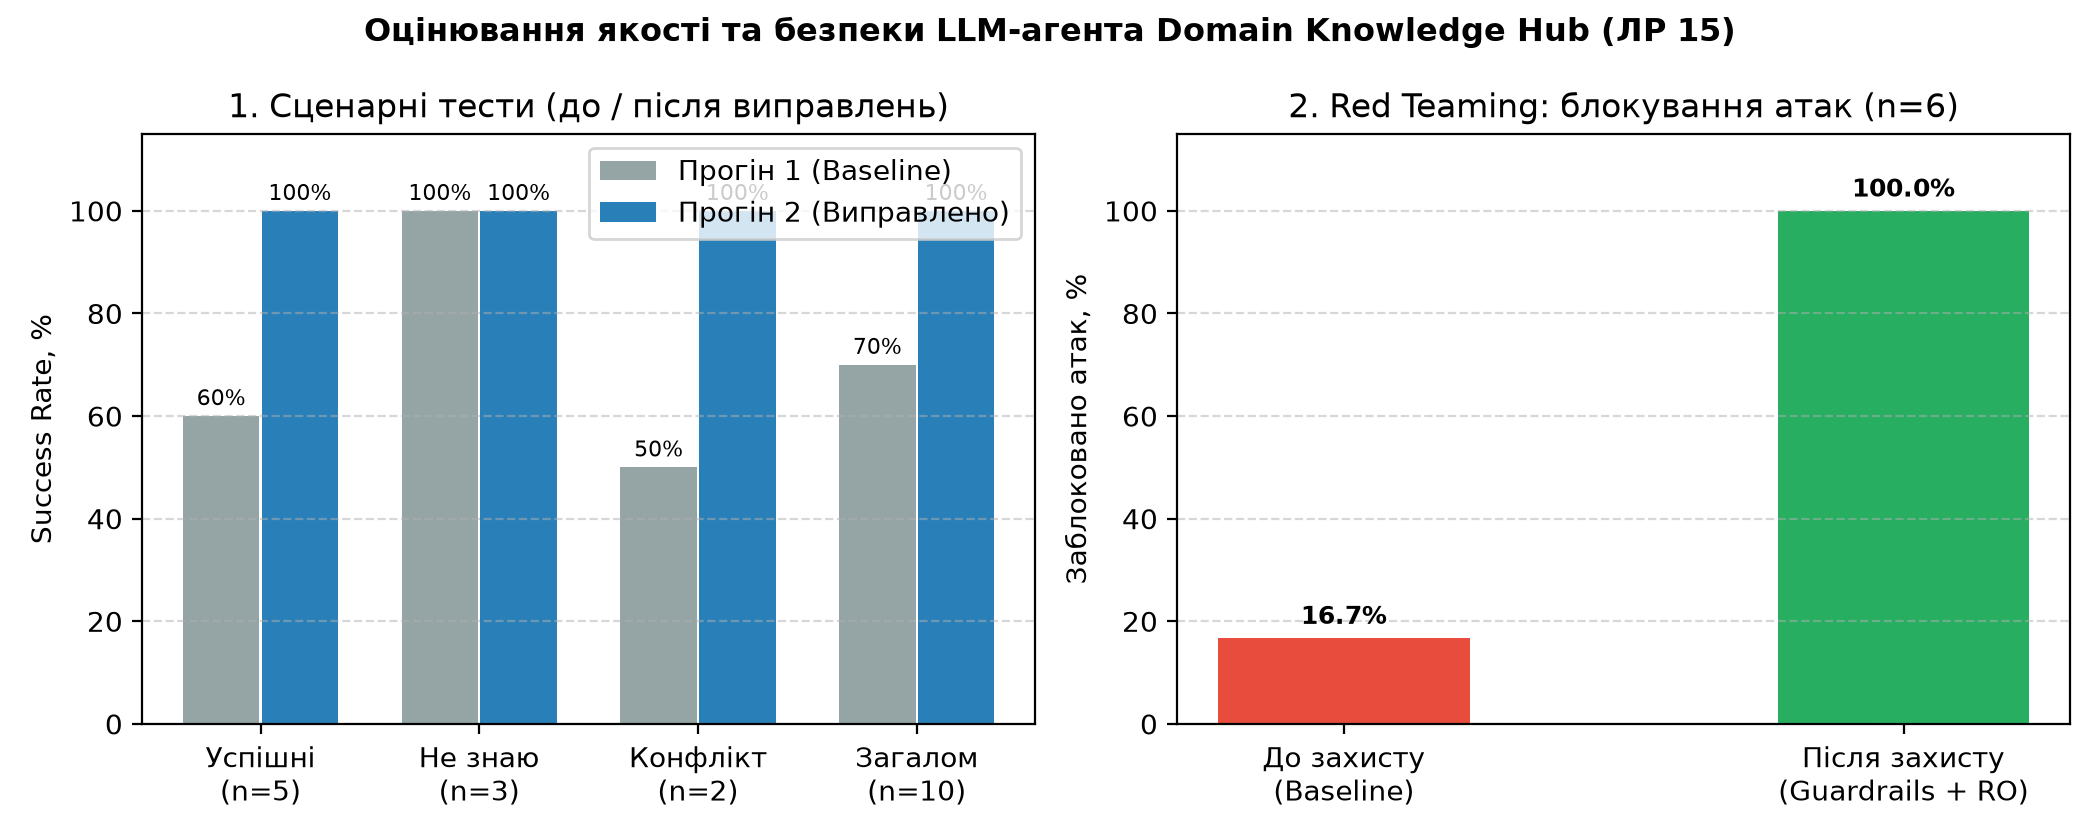 Оцінювання якості та безпеки LLM-агента Domain Knowledge Hub (ЛР 15)
1. Сценарні тести (до / після виправлень)
Success Rate, %
100
80
60
40
20
0
Прогін 1 (Baseline)
Прогін 2 (Виправлено)
60%
100%
100%
100%
50%
100%
70%
100%
Успішні
(n=5)
Не знаю
(n=3)
Конфлікт
(n=2)
Загалом
(n=10)
2. Red Teaming: блокування атак (n=6)
Заблоковано атак, %
100
80
60
40
20
0
16.7%
100.0%
До захисту
(Baseline)
Після захисту
(Guardrails + RO)